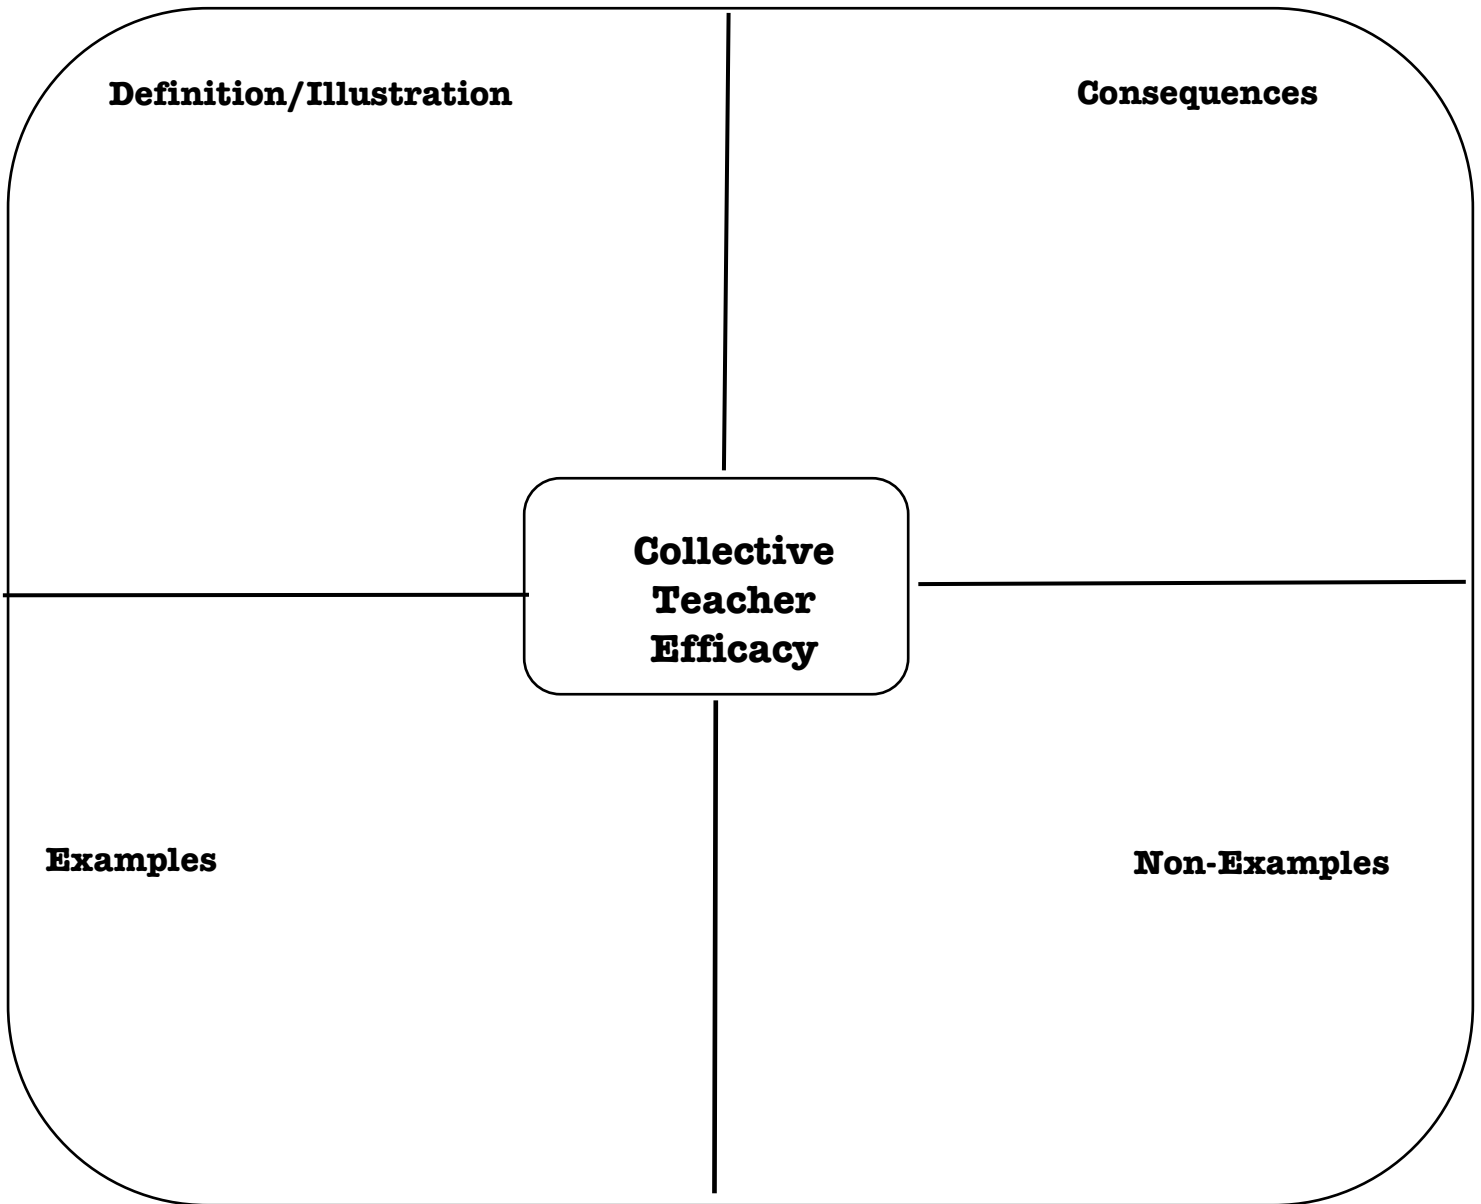 Definition/Illustration
Consequences
Collective
Teacher
Efficacy
Examples
Non-Examples